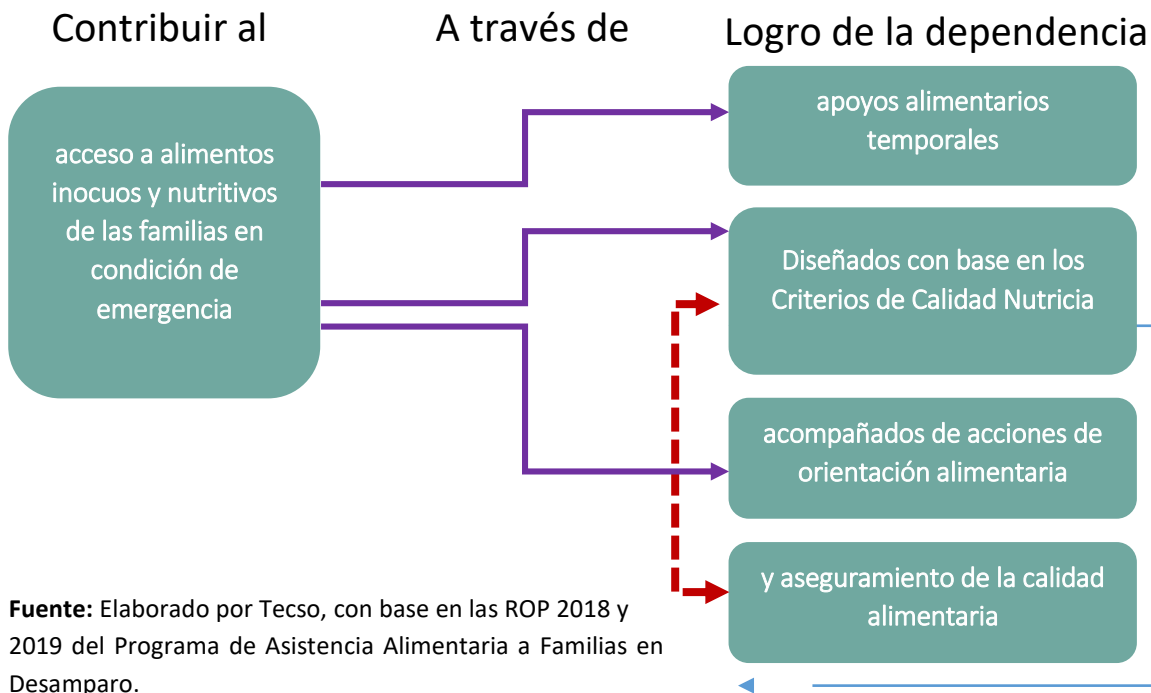 Contribuir al
A través de
Logro de la dependencia
acceso a alimentos
inocuos y nutritivos
de las familias en
condición de
emergencia
apoyos alimentarios
temporales
Diseñados con base en los
Criterios de Calidad Nutricia
acompañados de acciones de
orientación alimentaria
y aseguramiento de la calidad
alimentaria
Fuente: Elaborado por Tecso, con base en las ROP 2018 y
2019 del Programa de Asistencia Alimentaria a Familias en
Desamparo.